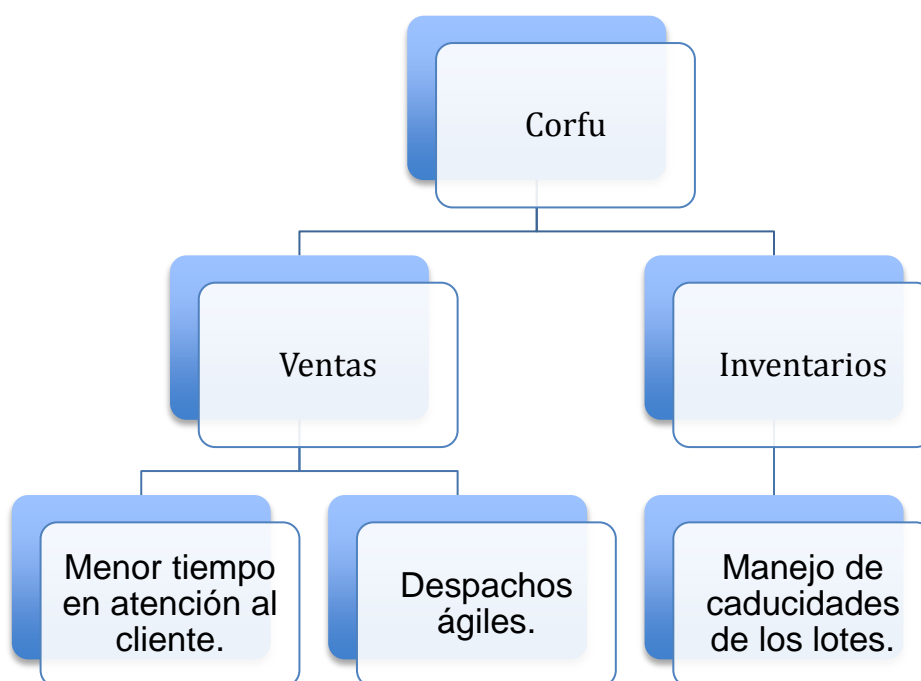 Corfu
Ventas
Inventarios
Menor tiempo
en atención al
cliente.
Despachos
ágiles.
Manejo de
caducidades
de los lotes.